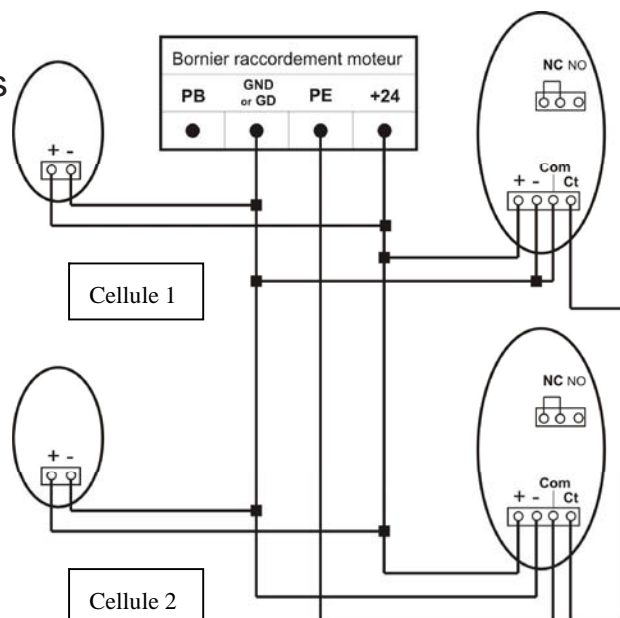 s
Bornier raccordement moteur
PB GND or GD PE +24
NC NO
+ -
Com
+ - Ct
Cellule 1
NC NO
+ -
Com
+ - Ct
Cellule 2